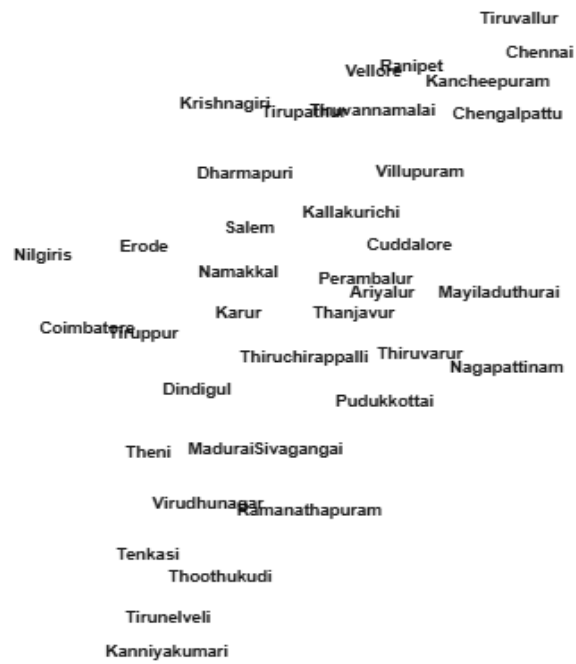 Tiruvallur
Chennai
Ranipet
Vellore
Kancheepuram
Krishnagiri
Tirupathur
Tiruvannamalai
Chengalpattu
Dharmapuri
Villupuram
Kallakurichi
Salem
Erode
Cuddalore
Nilgiris
Namakkal
Perambalur
Ariyalur
Mayiladuthurai
Karur
Thanjavur
Coimbatore
Tiruppur
Thiruchirappalli
Thiruvarur
Nagapattinam
Dindigul
Pudukkottai
Theni
Madurai
Sivagangai
Virudhunagar
Ramanathapuram
Tenkasi
Thoothukudi
Tirunelveli
Kanniyakumari